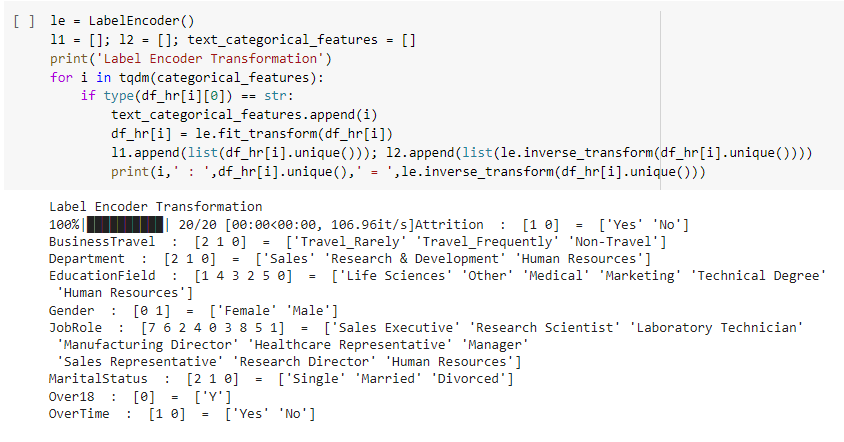 [ ] le = LabelEncoder()
l1 = []; l2 = []; text_categorical_features = []
print('Label Encoder Transformation')
for i in tqdm(categorical_features):
    if type(df_hr[i][0]) == str:
        text_categorical_features.append(i)
        df_hr[i] = le.fit_transform(df_hr[i])
        l1.append(list(df_hr[i].unique())); l2.append(list(le.inverse_transform(df_hr[i].unique())))
        print(i,' : ',df_hr[i].unique(),' = ',le.inverse_transform(df_hr[i].unique()))
Label Encoder Transformation
100%|██████████| 20/20 [00:00<00:00, 106.96it/s]Attrition  :  [1 0]  =  ['Yes' 'No']
BusinessTravel  :  [2 1 0]  =  ['Travel_Rarely' 'Travel_Frequently' 'Non-Travel']
Department  :  [2 1 0]  =  ['Sales' 'Research & Development' 'Human Resources']
EducationField  :  [1 4 3 2 5 0]  =  ['Life Sciences' 'Other' 'Medical' 'Marketing' 'Technical Degree'
 'Human Resources']
Gender  :  [0 1]  =  ['Female' 'Male']
JobRole  :  [7 6 2 4 0 3 8 5 1]  =  ['Sales Executive' 'Research Scientist' 'Laboratory Technician'
 'Manufacturing Director' 'Healthcare Representative' 'Manager'
 'Sales Representative' 'Research Director' 'Human Resources']
MaritalStatus  :  [2 1 0]  =  ['Single' 'Married' 'Divorced']
Over18  :  [0]  =  ['Y']
OverTime  :  [1 0]  =  ['Yes' 'No']